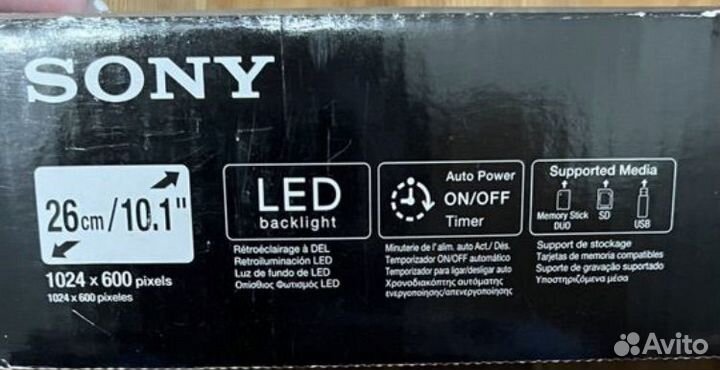 SONY
26cm/10.1"
1024 x 600 pixels
1024 x 600 píxeles
LED
backlight
Rétroéclairage à DEL
Retroiluminación LED
Luz de fundo de LED
Οπίσθιος Φωτισμός LED
Auto Power
ON/OFF
Timer
Minuterie de l'alim. auto Act./Dés.
Temporizador ON/OFF automático
Temporizador para ligar/desligar auto
Χρονοδιακόπτης αυτόματης
ενεργοποίησης/απενεργοποίησης
Supported Media
Memory Stick
DUO
SD
USB
Support de stockage
Tarjetas de memoria compatibles
Suporte de gravação suportado
Υποστηριζόμενα μέσα
Avito